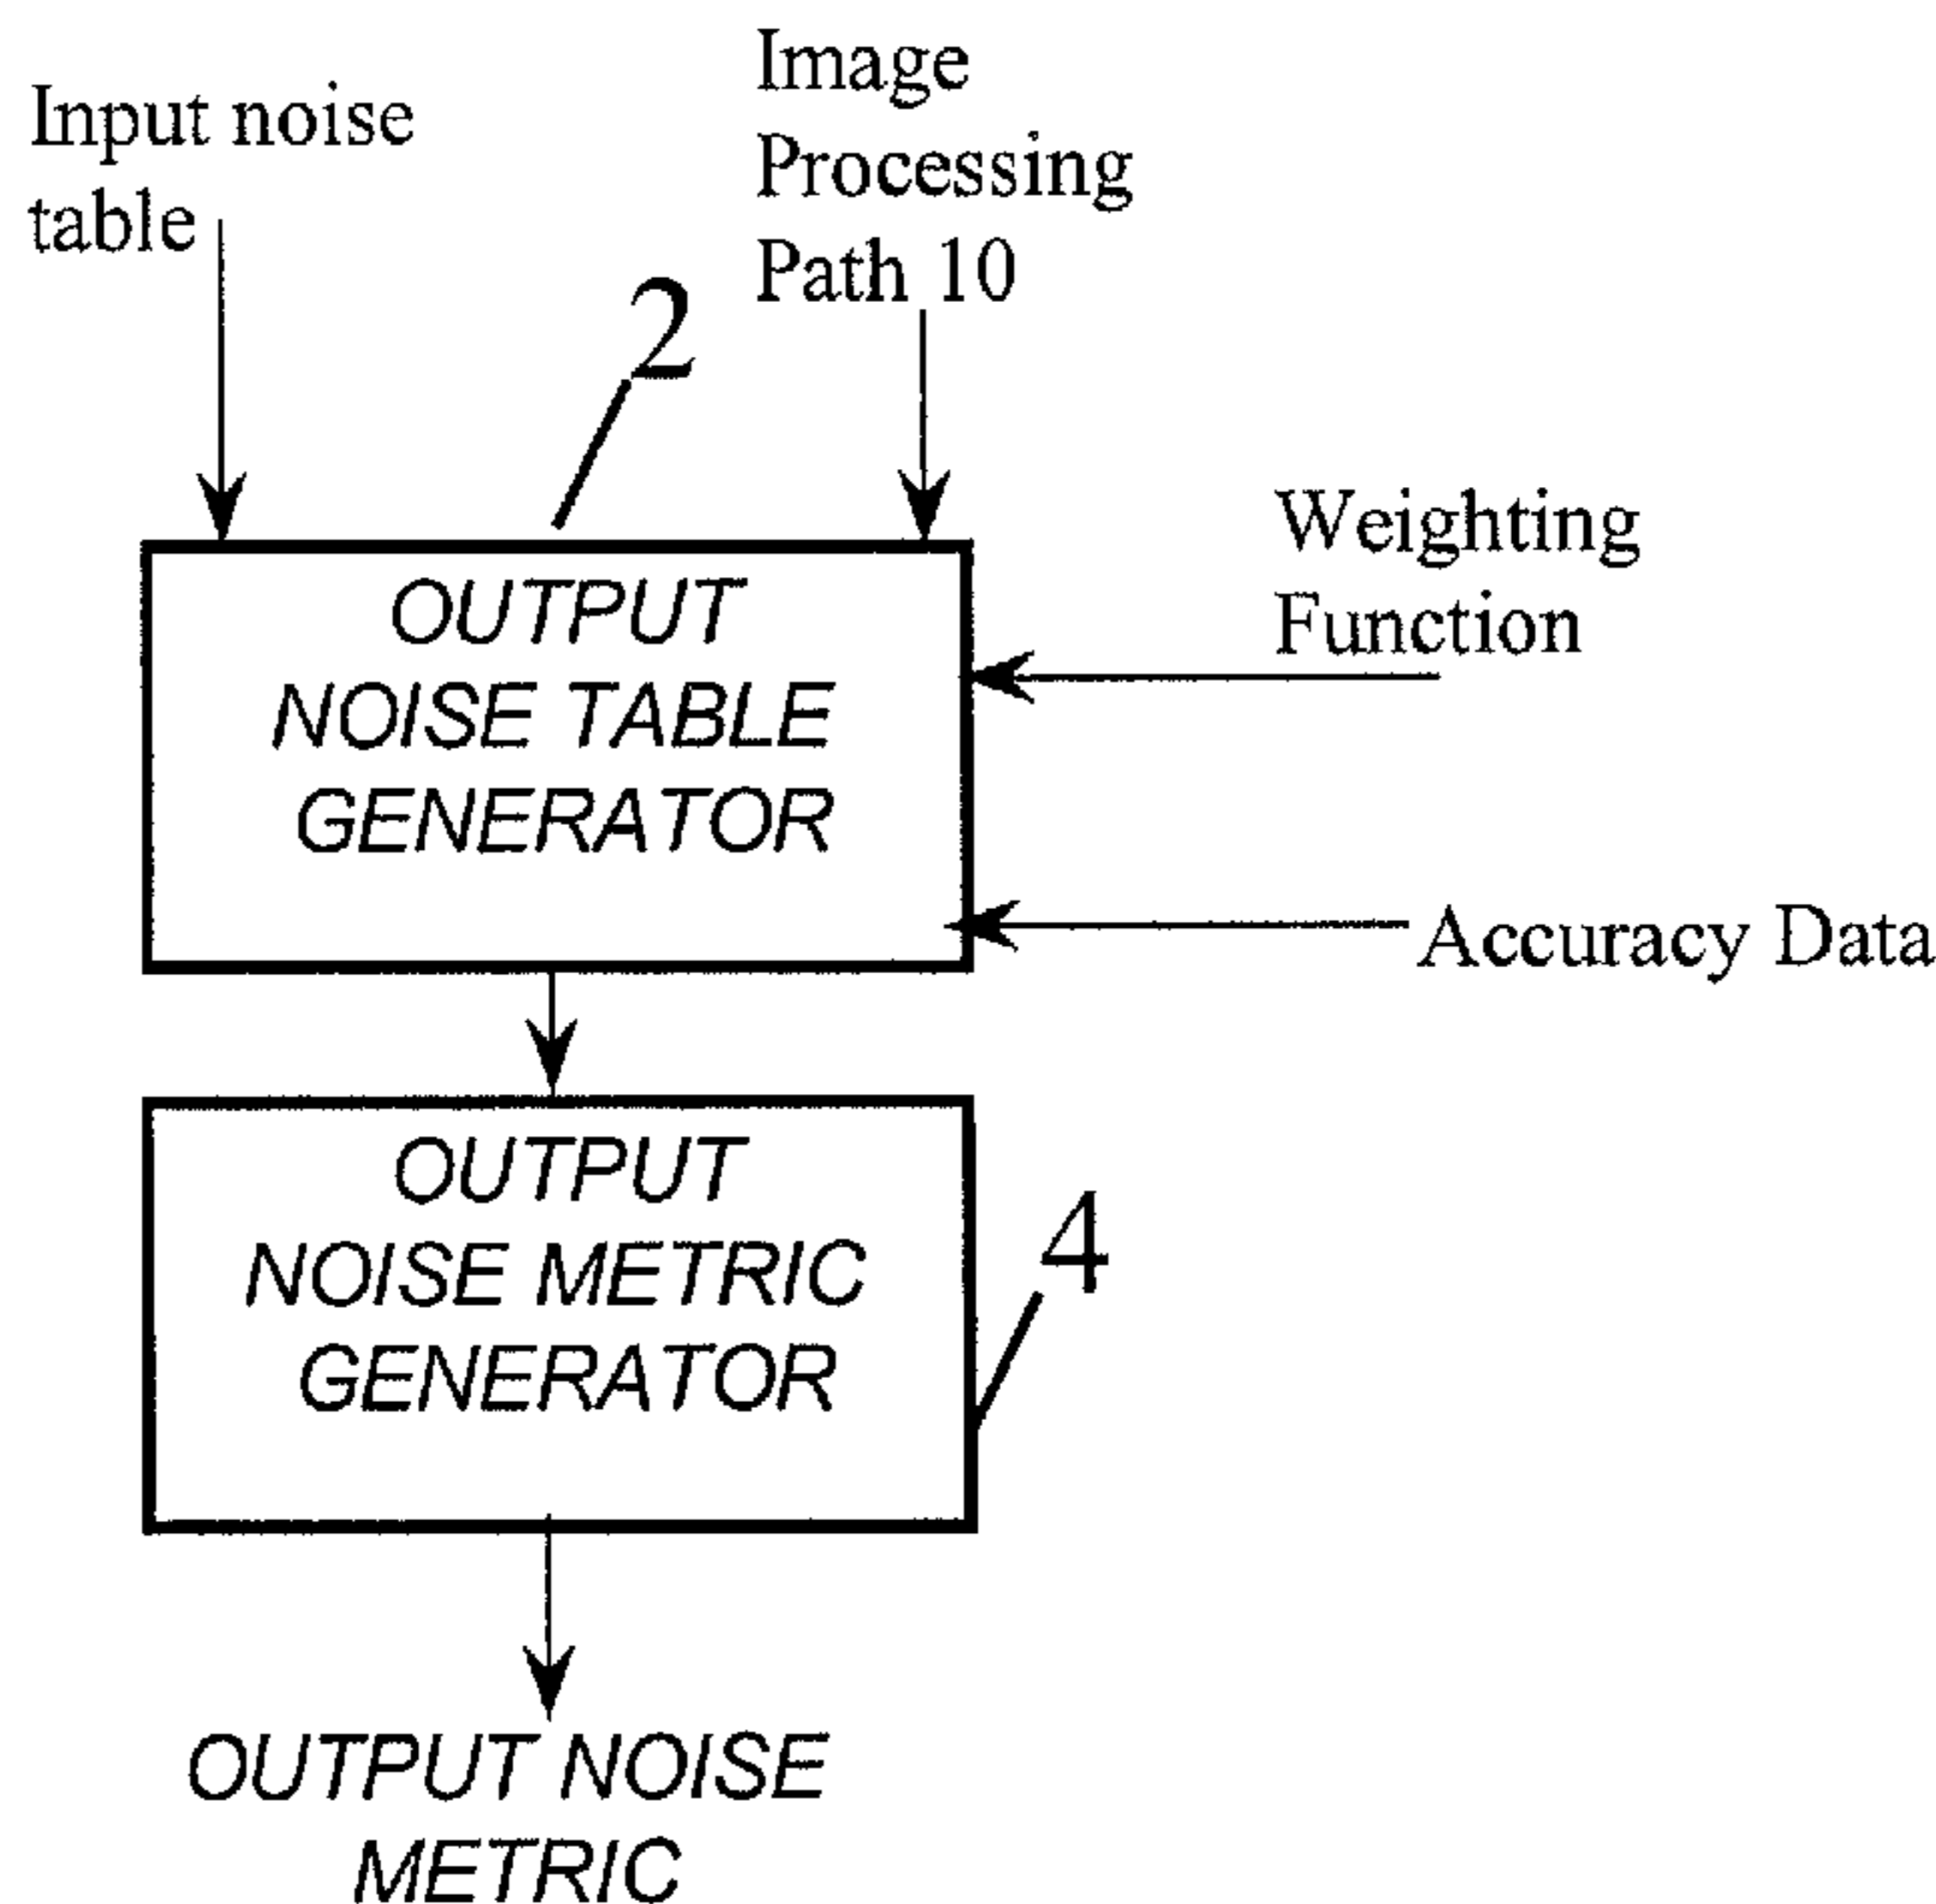 Input noise
table
Image
Processing
Path 10
2
Weighting
Function
OUTPUT
NOISE TABLE
GENERATOR
Accuracy Data
OUTPUT
NOISE METRIC
GENERATOR
4
OUTPUT NOISE
METRIC